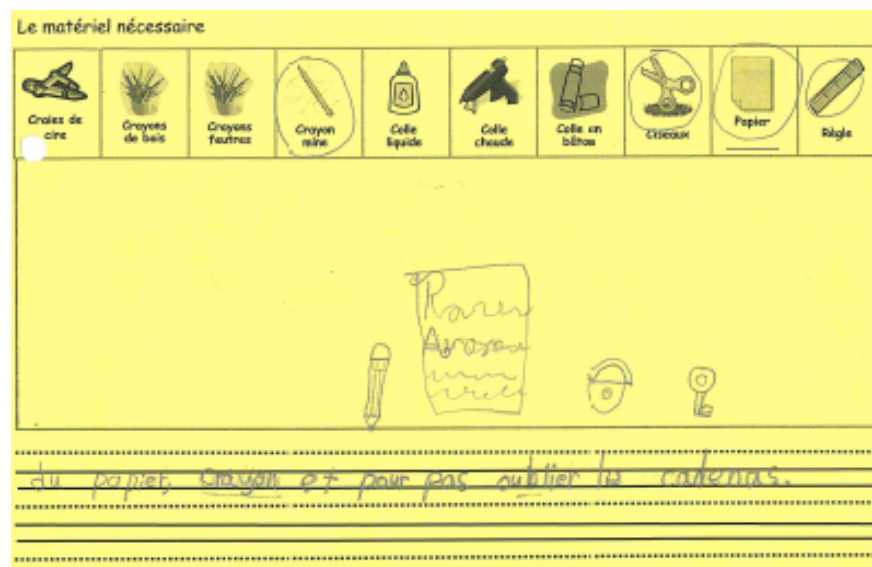 Le matériel nécessaire
Craies de cire
Crayons de bois
Crayons feutres
Crayon mine
Colle liquide
Colle chaude
Colle en bâton
Ciseaux
Papier
Règle
du papier, crayon et pour pas oublier le cadenas.